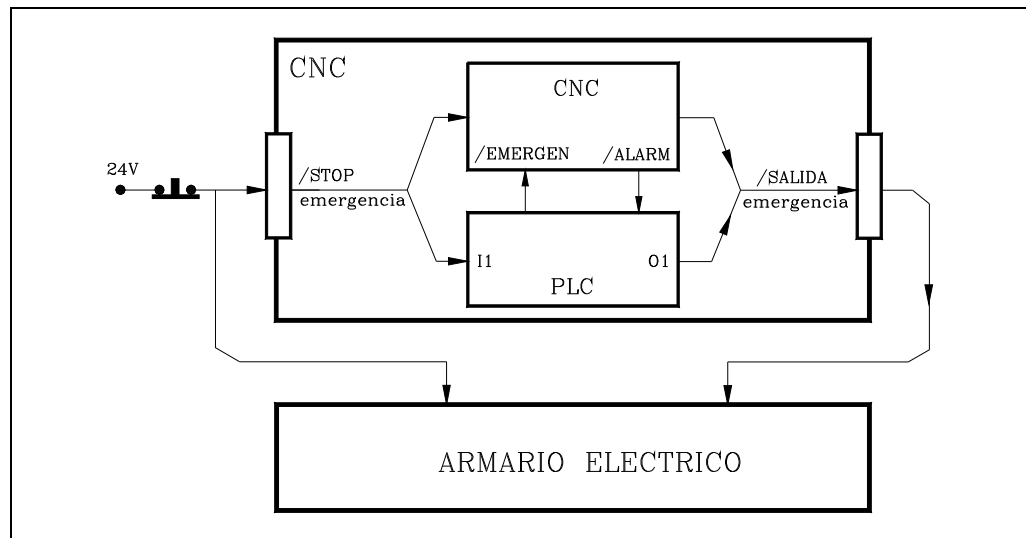 CNC
CNC
/EMERGEN
/ALARM
24V
/STOP
emergencia
/SALIDA
emergencia
I1
O1
PLC
ARMARIO ELECTRICO